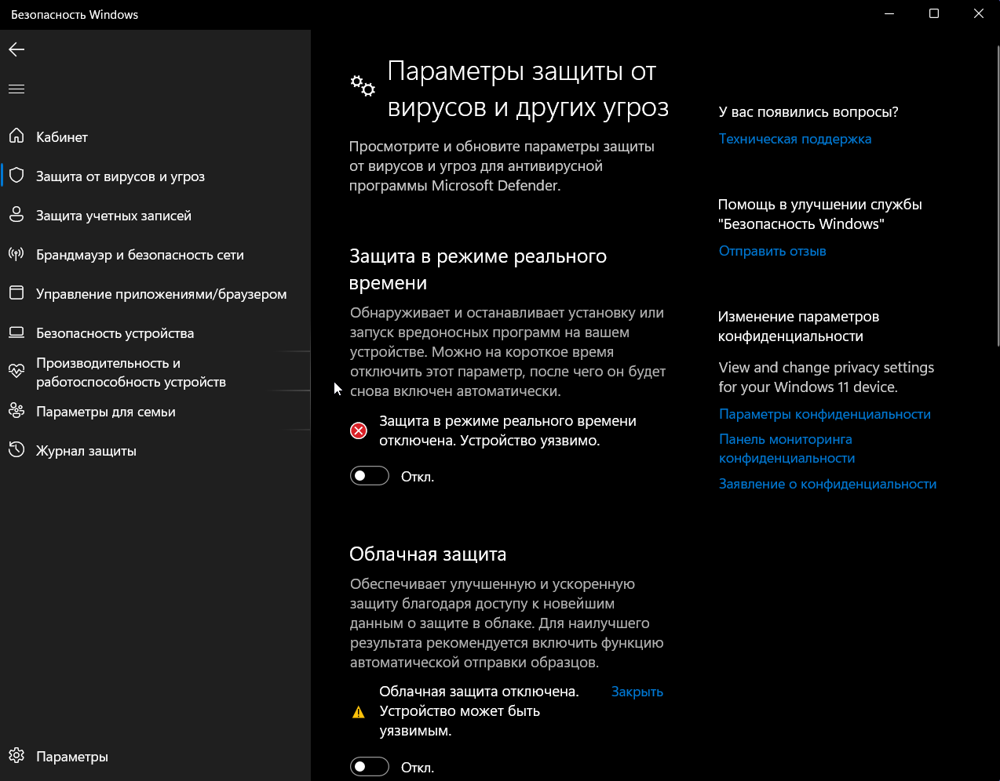 Безопасность Windows
Кабинет
Защита от вирусов и угроз
Защита учетных записей
Брандмауэр и безопасность сети
Управление приложениями/браузером
Безопасность устройства
Производительность и
работоспособность устройств
Параметры для семьи
Журнал защиты
Параметры
Параметры защиты от
вирусов и других угроз
Просмотрите и обновите параметры защиты
от вирусов и угроз для антивирусной
программы Microsoft Defender.
Защита в режиме реального
времени
Обнаруживает и останавливает установку или
запуск вредоносных программ на вашем
устройстве. Можно на короткое время
отключить этот параметр, после чего он будет
снова включен автоматически.
Защита в режиме реального времени
отключена. Устройство уязвимо.
Откл.
Облачная защита
Обеспечивает улучшенную и ускоренную
защиту благодаря доступу к новейшим
данным о защите в облаке. Для наилучшего
результата рекомендуется включить функцию
автоматической отправки образцов.
Облачная защита отключена.
Устройство может быть
уязвимым.
Закрыть
Откл.
У вас появились вопросы?
Техническая поддержка
Помощь в улучшении службы
"Безопасность Windows"
Отправить отзыв
Изменение параметров
конфиденциальности
View and change privacy settings
for your Windows 11 device.
Параметры конфиденциальности
Панель мониторинга
конфиденциальности
Заявление о конфиденциальности